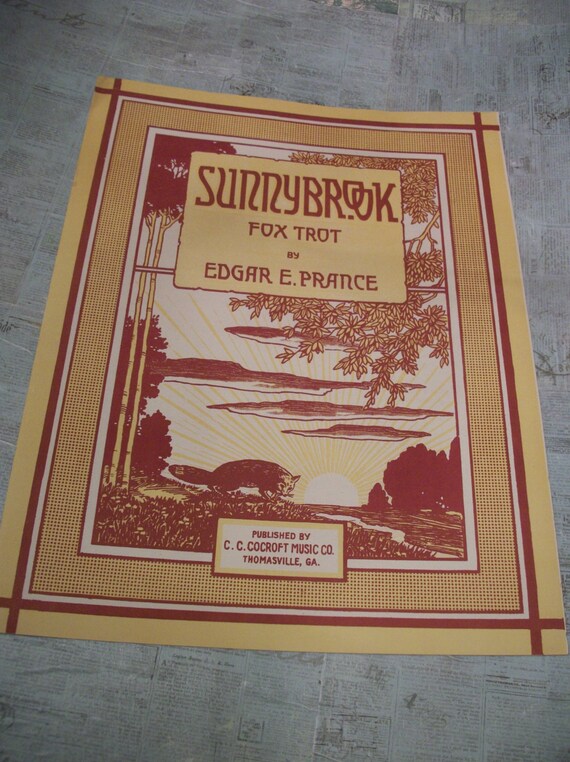 SUNNYBROOK
FOX TROT
BY
EDGAR E. PRANCE
PUBLISHED BY
C. C. COCROFT MUSIC CO.
THOMASVILLE, GA.